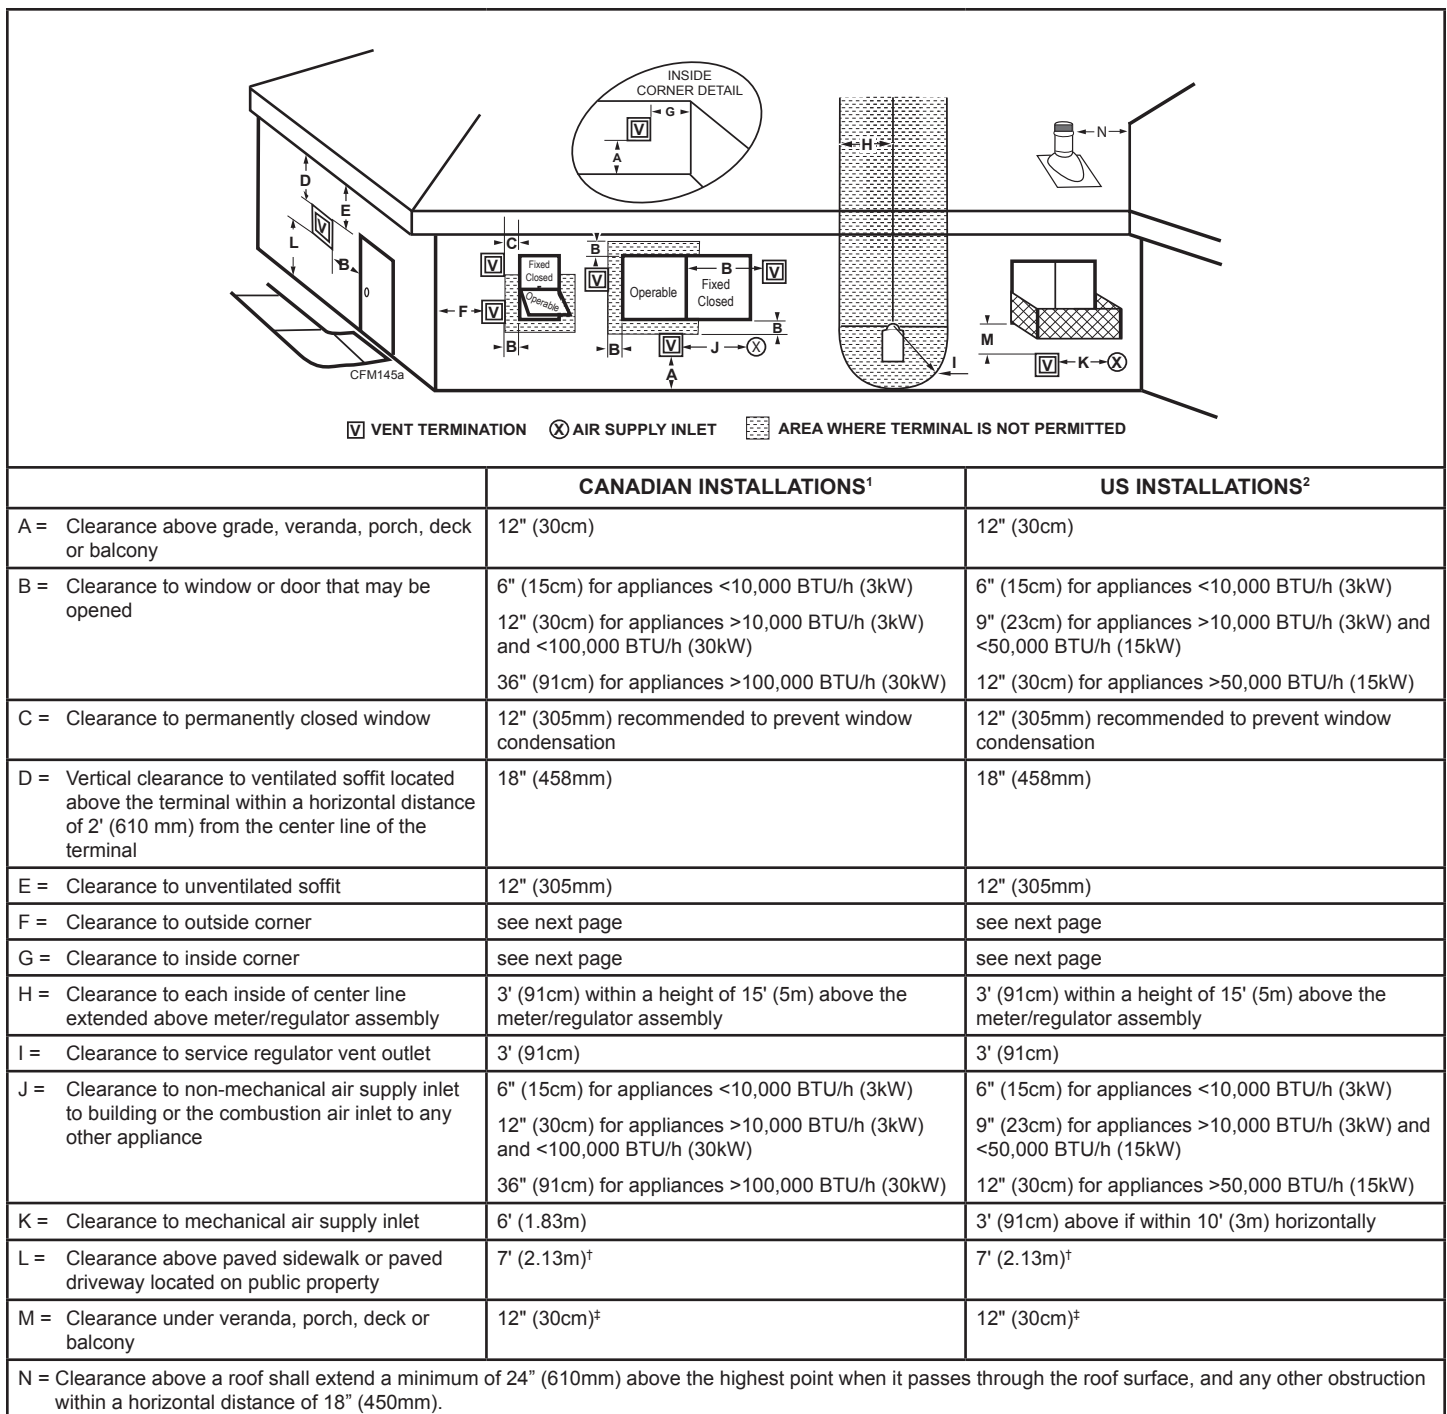 INSIDE
CORNER DETAIL
G
V
A
H
N
D
E
V
L
B
C
V
Fixed
Closed
Operable
F
V
B
B
V
Operable
B
Fixed
Closed
V
B
B
V
J
X
A
I
M
V
K
X
CFM145a
V VENT TERMINATION
X AIR SUPPLY INLET
AREA WHERE TERMINAL IS NOT PERMITTED
CANADIAN INSTALLATIONS¹
US INSTALLATIONS²
A = Clearance above grade, veranda, porch, deck
or balcony
12" (30cm)
12" (30cm)
B = Clearance to window or door that may be
opened
6" (15cm) for appliances <10,000 BTU/h (3kW)
12" (30cm) for appliances >10,000 BTU/h (3kW)
and <100,000 BTU/h (30kW)
36" (91cm) for appliances >100,000 BTU/h (30kW)
6" (15cm) for appliances <10,000 BTU/h (3kW)
9" (23cm) for appliances >10,000 BTU/h (3kW) and
<50,000 BTU/h (15kW)
12" (30cm) for appliances >50,000 BTU/h (15kW)
C = Clearance to permanently closed window
12" (305mm) recommended to prevent window
condensation
12" (305mm) recommended to prevent window
condensation
D = Vertical clearance to ventilated soffit located
above the terminal within a horizontal distance
of 2' (610 mm) from the center line of the
terminal
18" (458mm)
18" (458mm)
E = Clearance to unventilated soffit
12" (305mm)
12" (305mm)
F = Clearance to outside corner
see next page
see next page
G = Clearance to inside corner
see next page
see next page
H = Clearance to each inside of center line
extended above meter/regulator assembly
3' (91cm) within a height of 15' (5m) above the
meter/regulator assembly
3' (91cm) within a height of 15' (5m) above the
meter/regulator assembly
I = Clearance to service regulator vent outlet
3' (91cm)
3' (91cm)
J = Clearance to non-mechanical air supply inlet
to building or the combustion air inlet to any
other appliance
6" (15cm) for appliances <10,000 BTU/h (3kW)
12" (30cm) for appliances >10,000 BTU/h (3kW)
and <100,000 BTU/h (30kW)
36" (91cm) for appliances >100,000 BTU/h (30kW)
6" (15cm) for appliances <10,000 BTU/h (3kW)
9" (23cm) for appliances >10,000 BTU/h (3kW) and
<50,000 BTU/h (15kW)
12" (30cm) for appliances >50,000 BTU/h (15kW)
K = Clearance to mechanical air supply inlet
6' (1.83m)
3' (91cm) above if within 10' (3m) horizontally
L = Clearance above paved sidewalk or paved
driveway located on public property
7' (2.13m)†
7' (2.13m)†
M = Clearance under veranda, porch, deck or
balcony
12" (30cm)‡
12" (30cm)‡
N = Clearance above a roof shall extend a minimum of 24” (610mm) above the highest point when it passes through the roof surface, and any other obstruction
within a horizontal distance of 18” (450mm).